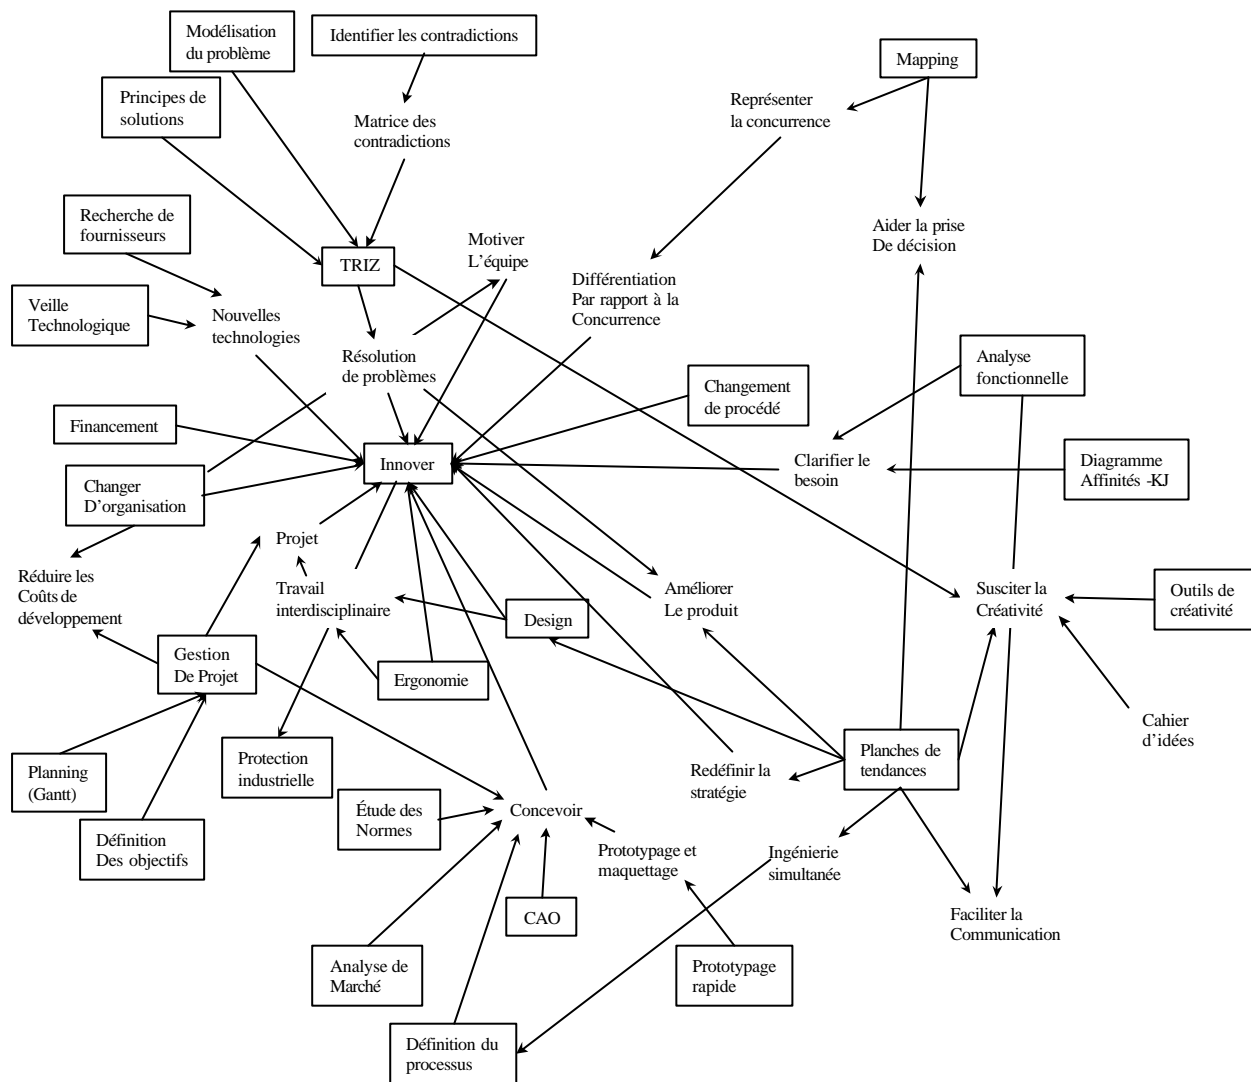 Modélisation
du problème
Identifier les contradictions
Mapping
Principes de
solutions
Représenter
la concurrence
Matrice des
contradictions
Recherche de
fournisseurs
Motiver
L'équipe
Aider la prise
De décision
TRIZ
Différentiation
Par rapport à la
Concurrence
Veille
Technologique
Nouvelles
technologies
Résolution
de problèmes
Analyse
fonctionnelle
Changement
de procédé
Financement
Innover
Clarifier le
besoin
Diagramme
Affinités -KJ
Changer
D'organisation
Projet
Réduire les
Coûts de
développement
Travail
interdisciplinaire
Améliorer
Le produit
Susciter la
Créativité
Outils de
créativité
Design
Gestion
De Projet
Ergonomie
Cahier
d'idées
Planning
(Gantt)
Protection
industrielle
Redéfinir la
stratégie
Planches de
tendances
Étude des
Normes
Concevoir
Définition
Des objectifs
Prototypage et
maquettage
Ingénierie
simultanée
CAO
Faciliter la
Communication
Analyse de
Marché
Prototypage
rapide
Définition du
processus